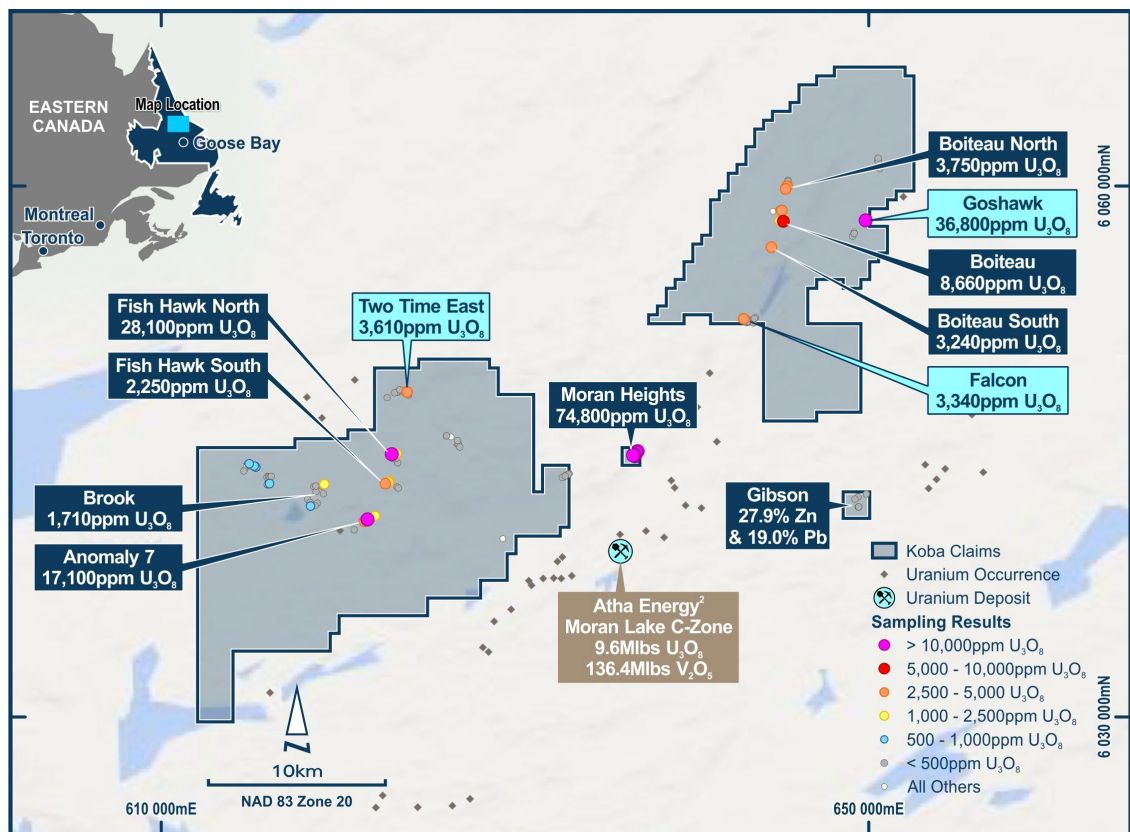 EASTERN
CANADA
Map Location
Goose Bay
Montreal
Toronto
Boiteau North
3,750ppm U₃O₈
Goshawk
36,800ppm U₃O₈
Boiteau
8,660ppm U₃O₈
Boiteau South
3,240ppm U₃O₈
Falcon
3,340ppm U₃O₈
6 060 000mN
Fish Hawk North
28,100ppm U₃O₈
Two Time East
3,610ppm U₃O₈
Fish Hawk South
2,250ppm U₃O₈
Moran Heights
74,800ppm U₃O₈
Brook
1,710ppm U₃O₈
Anomaly 7
17,100ppm U₃O₈
Gibson
27.9% Zn
& 19.0% Pb
Atha Energy²
Moran Lake C-Zone
9.6Mlbs U₃O₈
136.4Mlbs V₂O₅
Koba Claims
Uranium Occurrence
Uranium Deposit
Sampling Results
> 10,000ppm U₃O₈
5,000 - 10,000ppm U₃O₈
2,500 - 5,000 U₃O₈
1,000 - 2,500ppm U₃O₈
500 - 1,000ppm U₃O₈
< 500ppm U₃O₈
All Others
6 030 000mN
N
10km
NAD 83 Zone 20
610 000mE
650 000mE